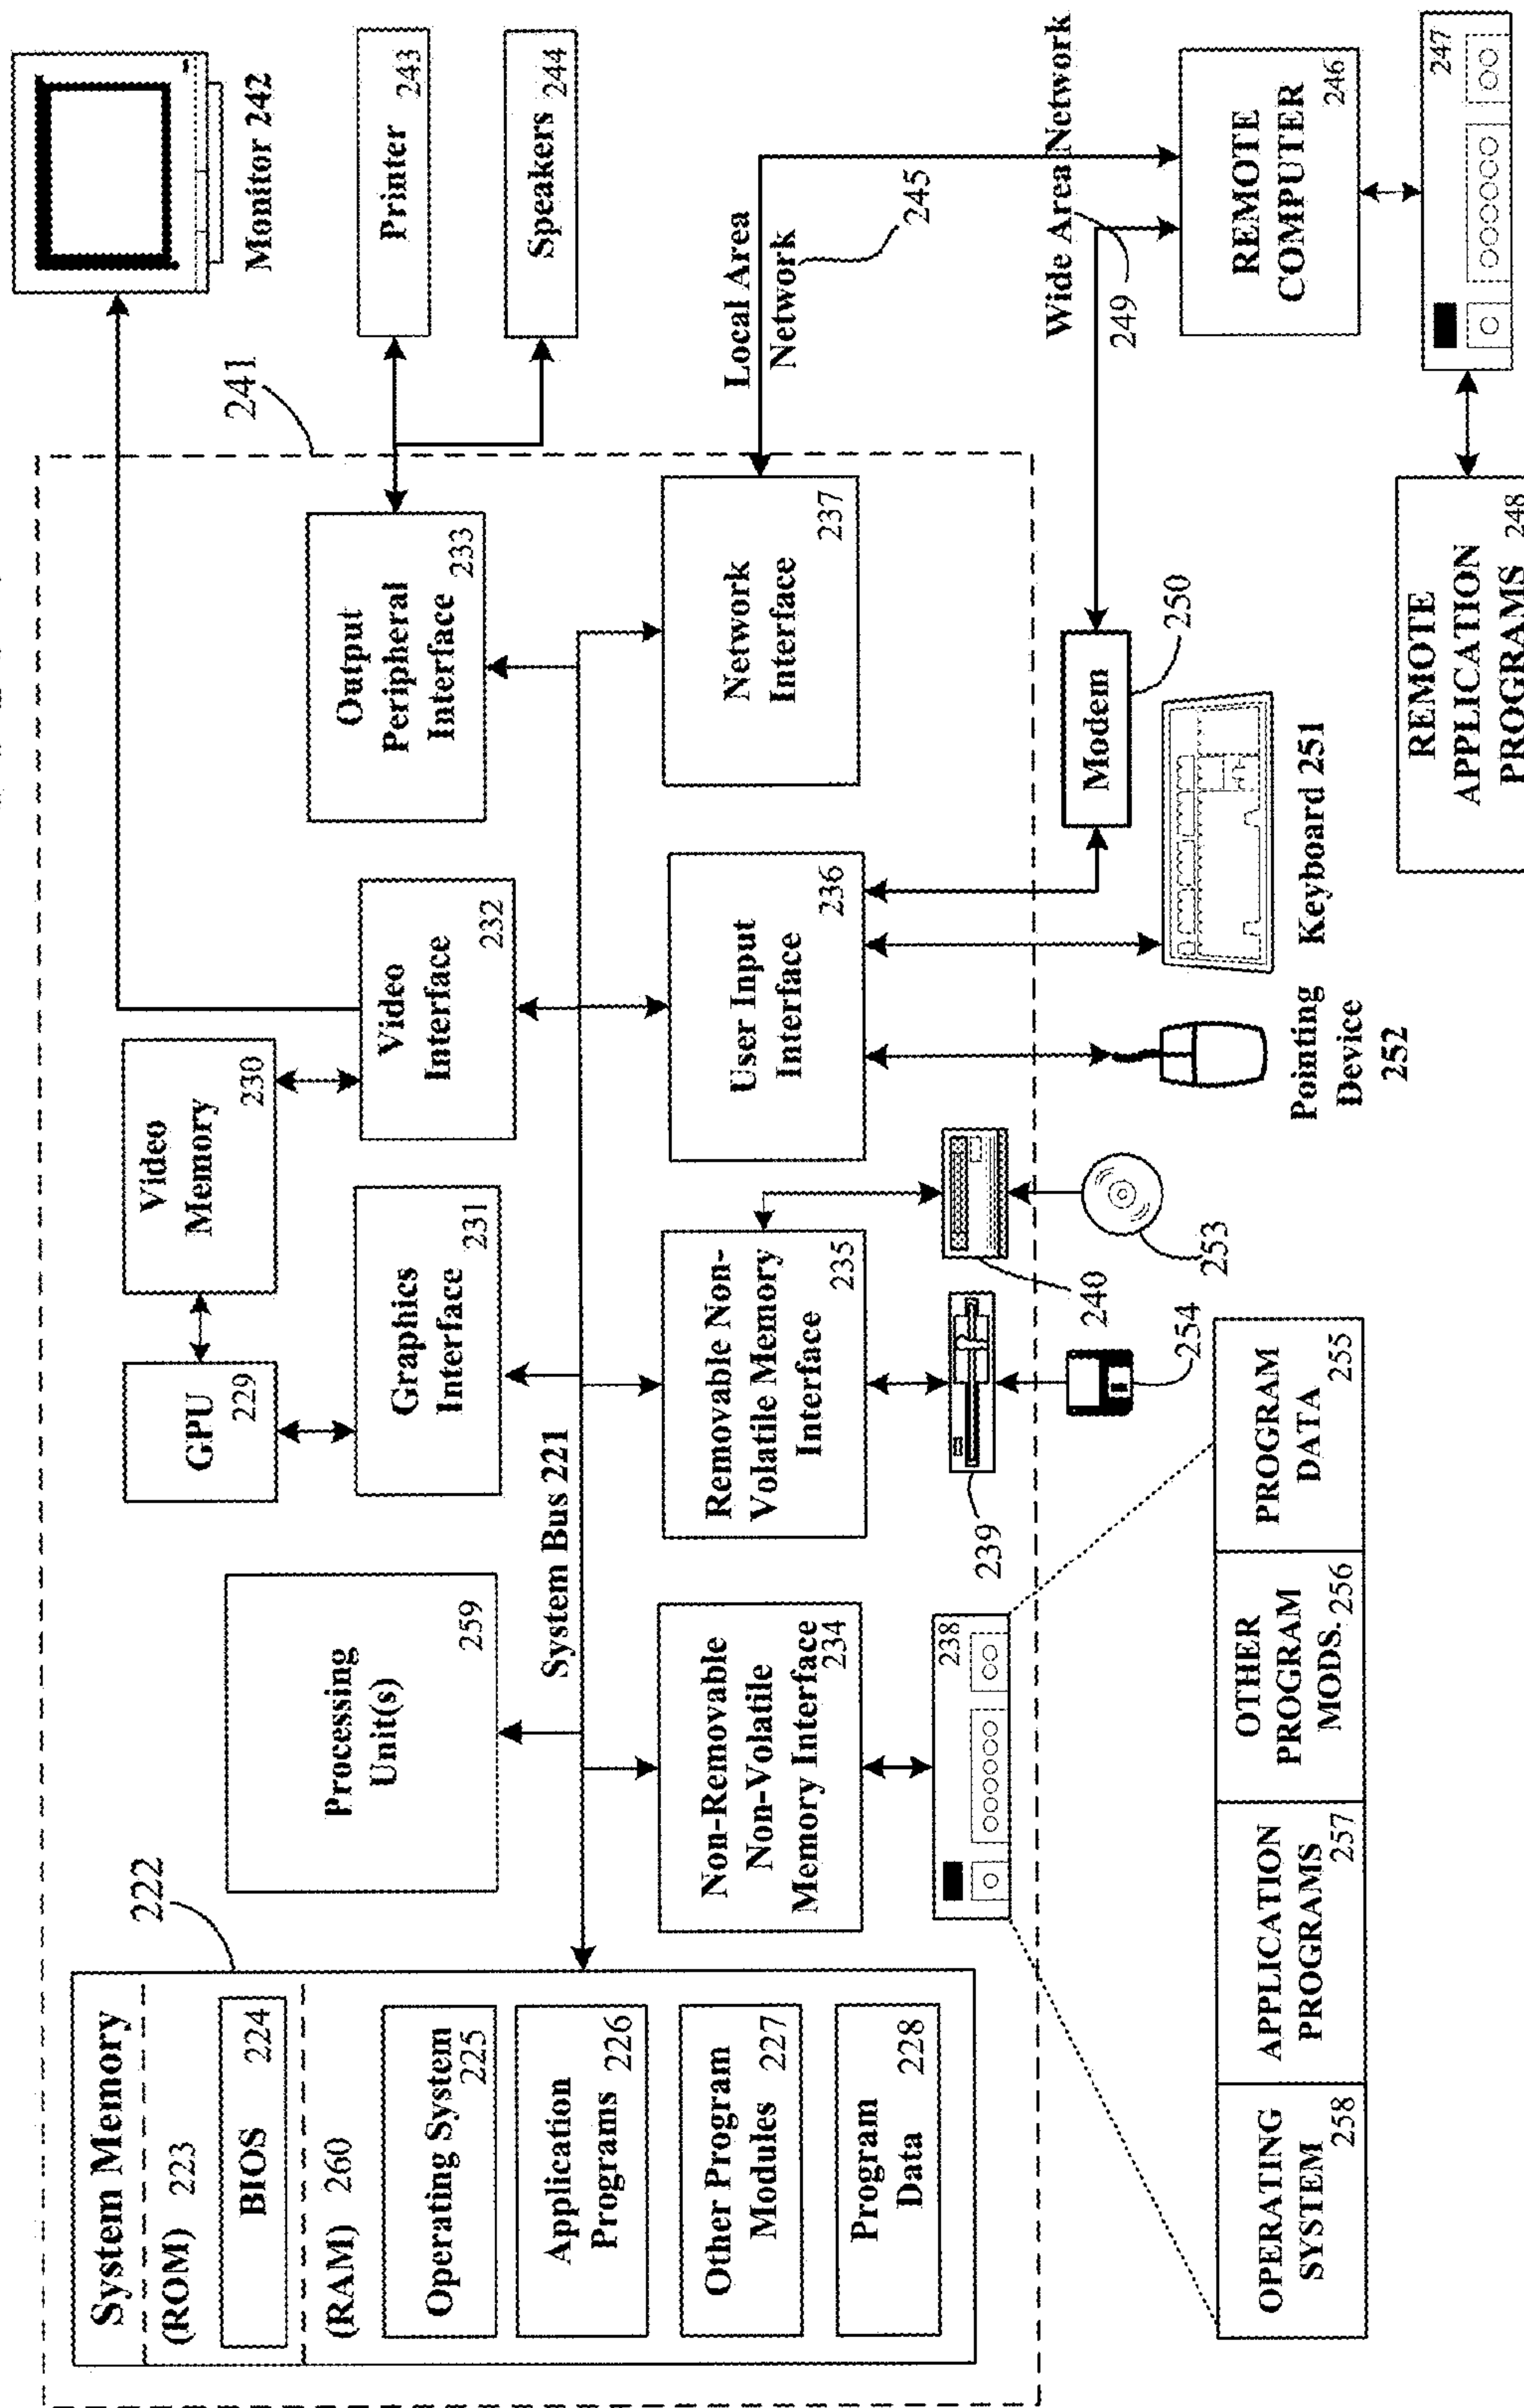 System Memory
(ROM) 223
BIOS 224
(RAM) 260
Operating System
225
Application
Programs 226
Other Program
Modules 227
Program
Data 228
222
Processing
Unit(s)
259
GPU
229
Video
Memory
230
Graphics
Interface
231
Video
Interface
232
Output
Peripheral
Interface
233
241
Monitor 242
Printer
243
Speakers
244
System Bus 221
Non-Removable
Non-Volatile
Memory Interface
234
Removable Non-
Volatile Memory
Interface
235
User Input
Interface
236
Network
Interface
237
Local Area
Network
245
238
239
240
254
253
Pointing
Device
252
Keyboard 251
Modem
250
Wide Area Network
249
REMOTE
COMPUTER
246
247
REMOTE
APPLICATION
PROGRAMS 248
OPERATING
SYSTEM
258
APPLICATION
PROGRAMS
257
OTHER
PROGRAM
MODS.
256
PROGRAM
DATA
255